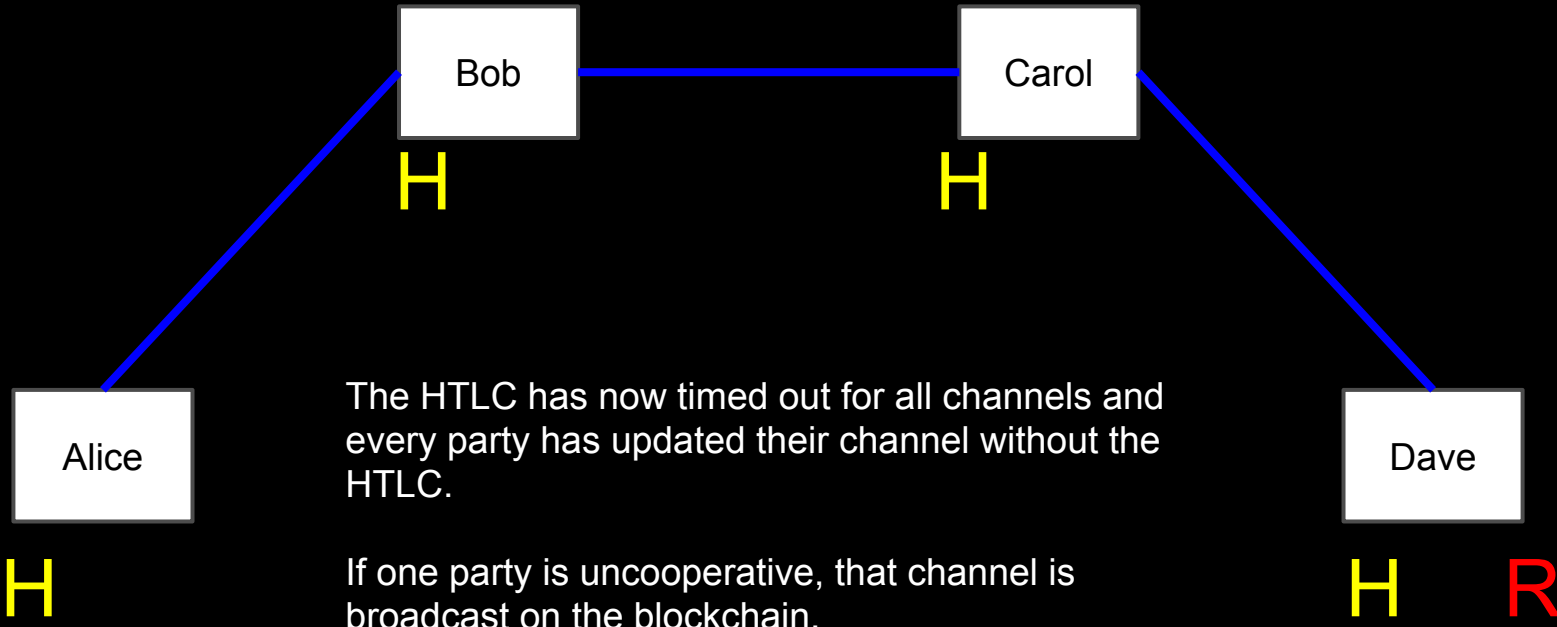 Bob
Carol
H
H
Alice
The HTLC has now timed out for all channels and
every party has updated their channel without the
HTLC.
Dave
If one party is uncooperative, that channel is
broadcast on the blockchain.
H
H
R